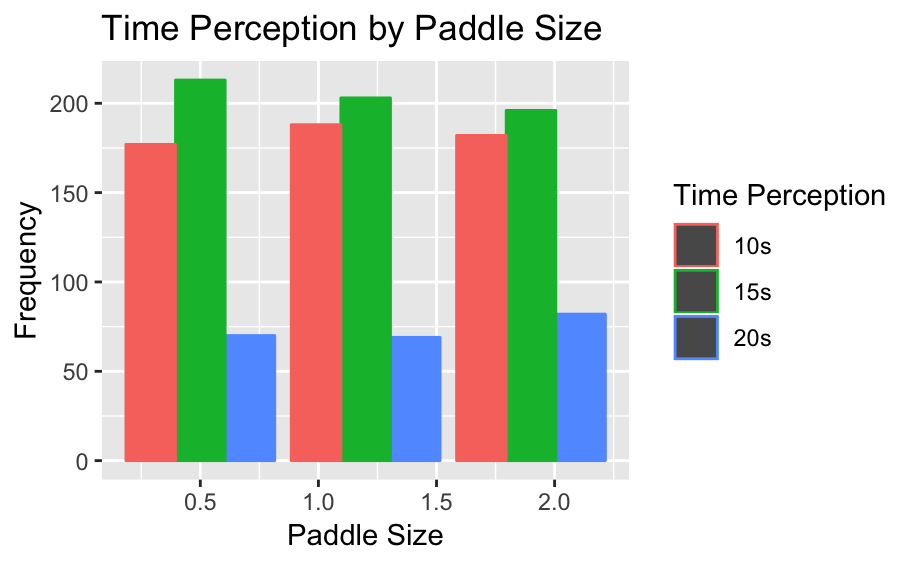 Time Perception by Paddle Size
200
150
100
50
0
Frequency
0.5 1.0 1.5 2.0
Paddle Size
Time Perception
10s
15s
20s